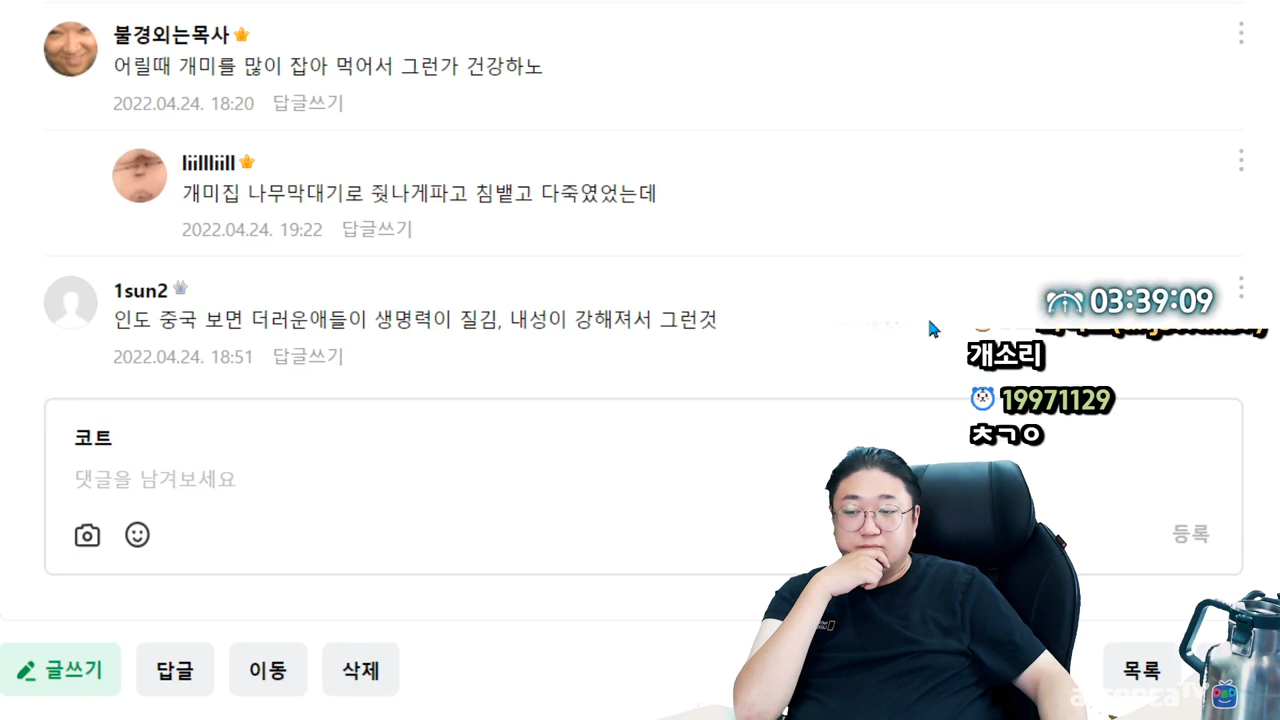 불경외는목사
어릴때 개미를 많이 잡아 먹어서 그런가 건강하노
2022.04.24. 18:20 답글쓰기
liillliill
개미집 나무막대기로 줫나게파고 침뱉고 다죽였었는데
2022.04.24. 19:22 답글쓰기
1sun2
인도 중국 보면 더러운애들이 생명력이 질김, 내성이 강해져서 그런것
2022.04.24. 18:51 답글쓰기
03:39:09
개소리
19971129
ㅊㄱㅇ
코트
댓글을 남겨보세요
등록
글쓰기 답글 이동 삭제 목록
afreecaTV